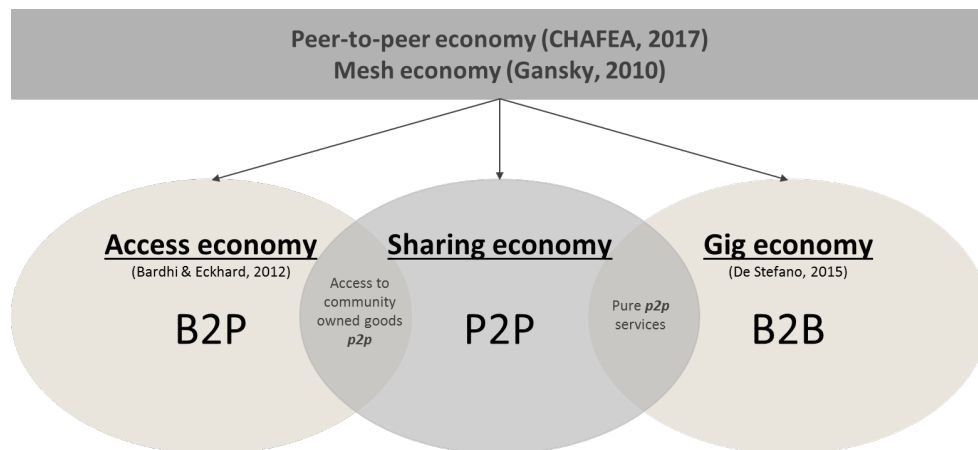 Peer-to-peer economy (CHAFEA, 2017)
Mesh economy (Gansky, 2010)
Access economy
(Bardhi & Eckhard, 2012)
B2P
Access to
community
owned goods
p2p
Sharing economy
P2P
Pure p2p
services
Gig economy
(De Stefano, 2015)
B2B